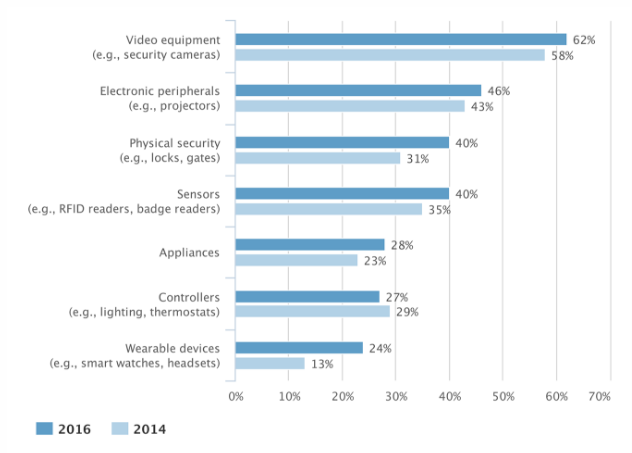 Video equipment
(e.g., security cameras)
62%
58%
Electronic peripherals
(e.g., projectors)
46%
43%
Physical security
(e.g., locks, gates)
40%
31%
Sensors
(e.g., RFID readers, badge readers)
40%
35%
Appliances
28%
23%
Controllers
(e.g., lighting, thermostats)
27%
29%
Wearable devices
(e.g., smart watches, headsets)
24%
13%
0% 10% 20% 30% 40% 50% 60% 70%
2016 2014